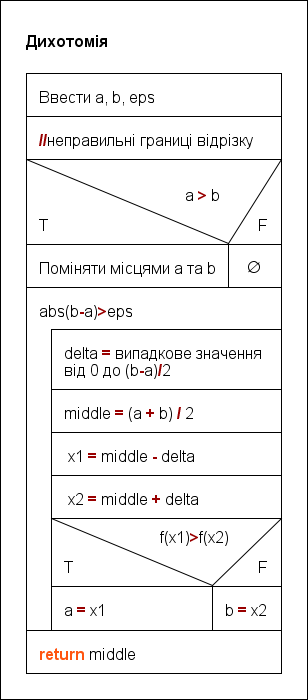 Дихотомія
Ввести a, b, eps
//неправильні границі відрізку
a > b
T F
Поміняти місцями a та b ∅
abs(b-a)>eps
delta = випадкове значення
від 0 до (b-a)/2
middle = (a + b) / 2
x1 = middle - delta
x2 = middle + delta
f(x1)>f(x2)
T F
a = x1 b = x2
return middle